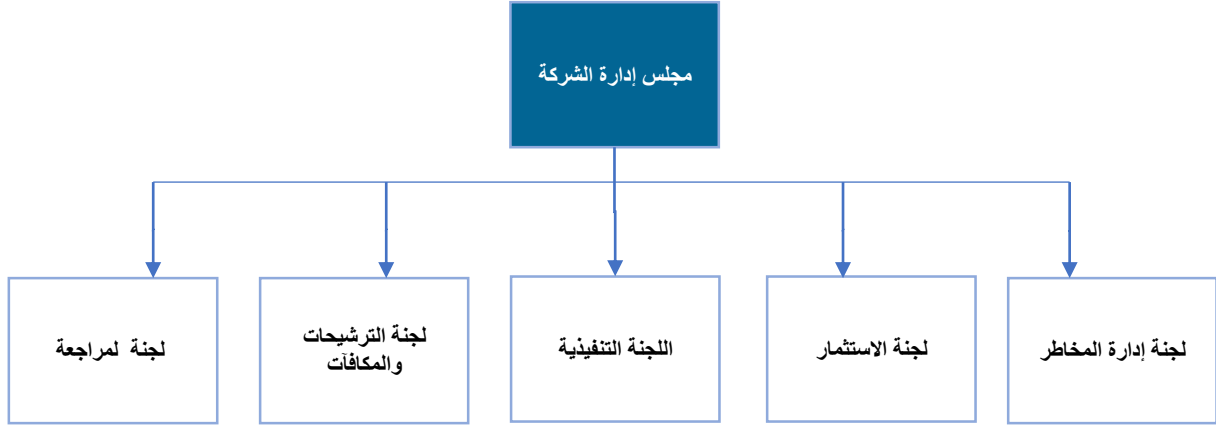 مجلس إدارة الشركة
لجنة إدارة المخاطر
لجنة الاستثمار
اللجنة التنفيذية
لجنة الترشيحات
والمكافآت
لجنة لمراجعة